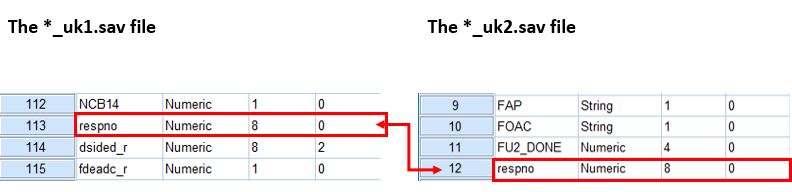 The *_uk1.sav file
The *_uk2.sav file
112 NCB14 Numeric 1 0
113 respno Numeric 8 0
114 dsided_r Numeric 8 2
115 fdeadc_r Numeric 1 0
9 FAP String 1 0
10 FOAC String 1 0
11 FU2_DONE Numeric 4 0
12 respno Numeric 8 0